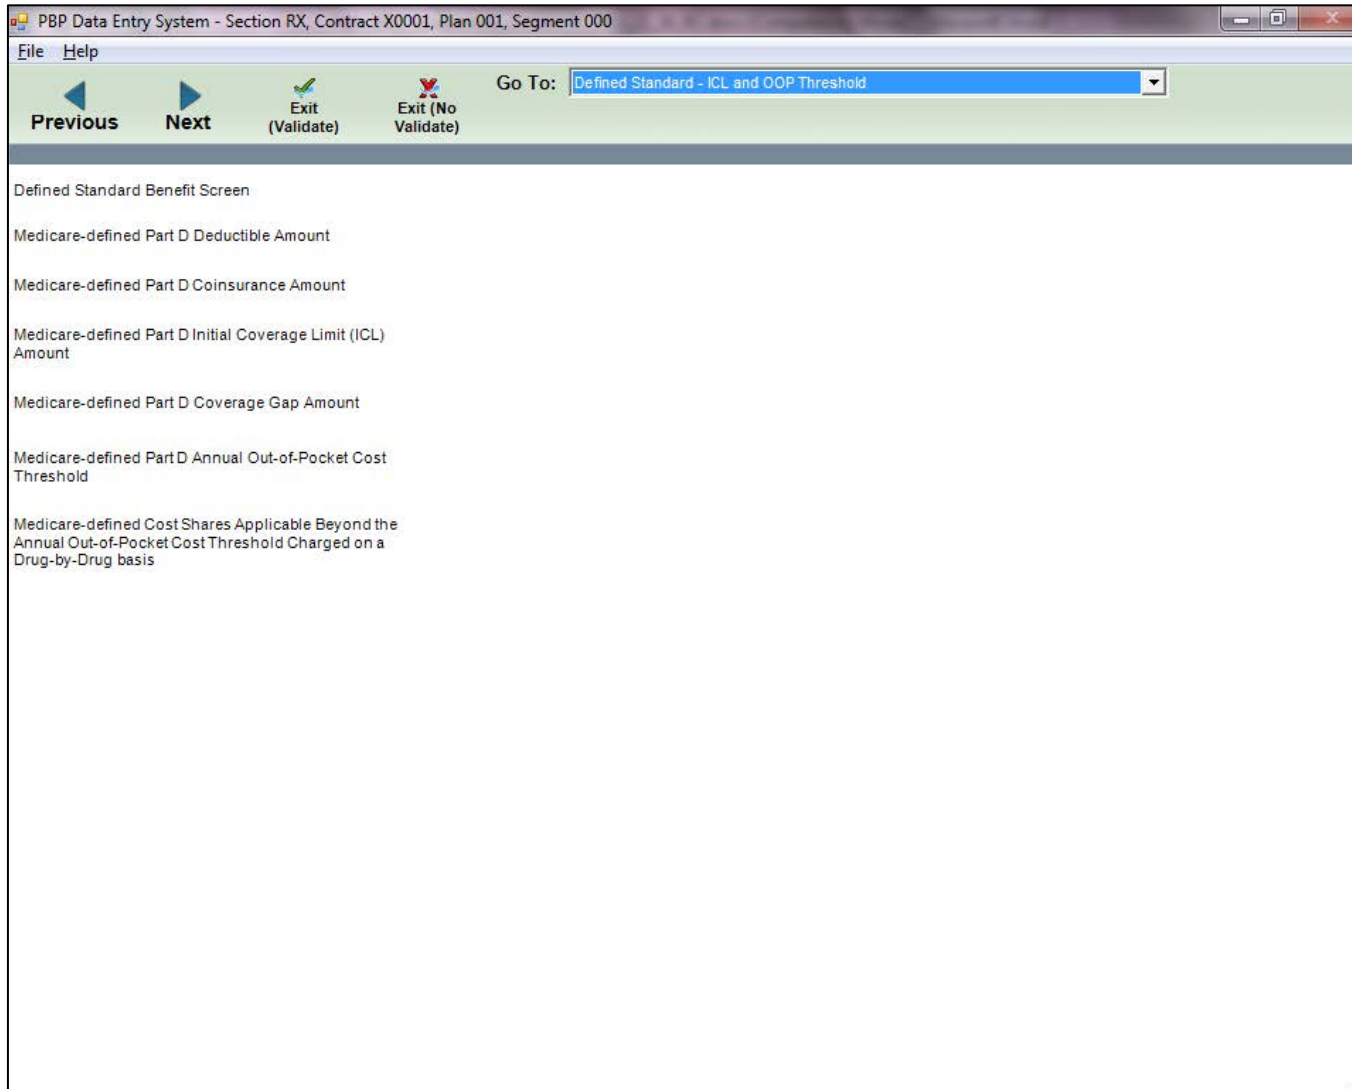 PBP Data Entry System - Section RX, Contract X0001, Plan 001, Segment 000
File Help
Previous
Next
Exit
(Validate)
Exit (No
Validate)
Go To: Defined Standard - ICL and OOP Threshold
Defined Standard Benefit Screen
Medicare-defined Part D Deductible Amount
Medicare-defined Part D Coinsurance Amount
Medicare-defined Part D Initial Coverage Limit (ICL)
Amount
Medicare-defined Part D Coverage Gap Amount
Medicare-defined Part D Annual Out-of-Pocket Cost
Threshold
Medicare-defined Cost Shares Applicable Beyond the
Annual Out-of-Pocket Cost Threshold Charged on a
Drug-by-Drug basis